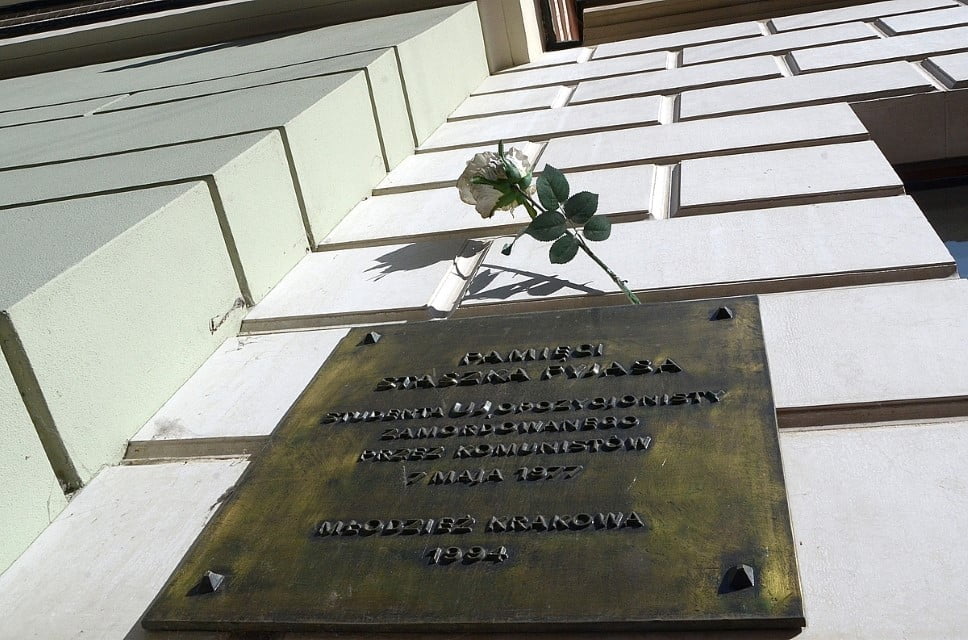 PAMIĘCI
STASZKA PYJASA
STUDENTA UJ, OPOZYCJONISTY
ZAMORDOWANEGO
PRZEZ KOMUNISTÓW
7 MAJA 1977
MŁODZIEŻ KRAKOWA
1994